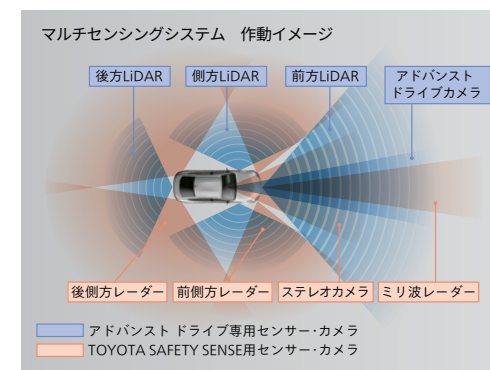 マルチセンシングシステム　作動イメージ
後方LiDAR
側方LiDAR
前方LiDAR
アドバンスト
ドライブカメラ
後側方レーダー
前側方レーダー
ステレオカメラ
ミリ波レーダー
アドバンスト ドライブ専用センサー・カメラ
TOYOTA SAFETY SENSE用センサー・カメラ